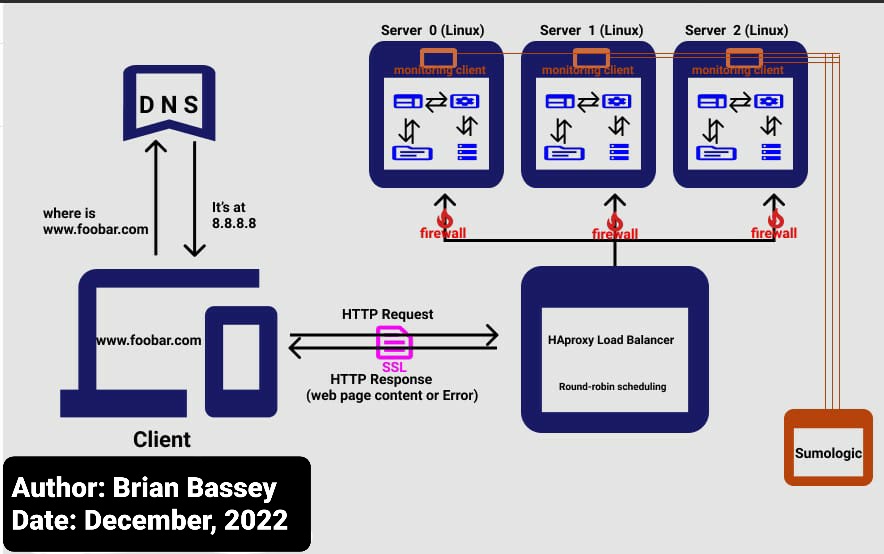 Server 0 (Linux)
Server 1 (Linux)
Server 2 (Linux)
monitoring client
monitoring client
monitoring client
DNS
where is
www.foobar.com
It's at
8.8.8.8
firewall
firewall
firewall
www.foobar.com
HTTP Request
SSL
HTTP Response
(web page content or Error)
HAproxy Load Balancer
Round-robin scheduling
Client
Sumologic
Author: Brian Bassey
Date: December, 2022